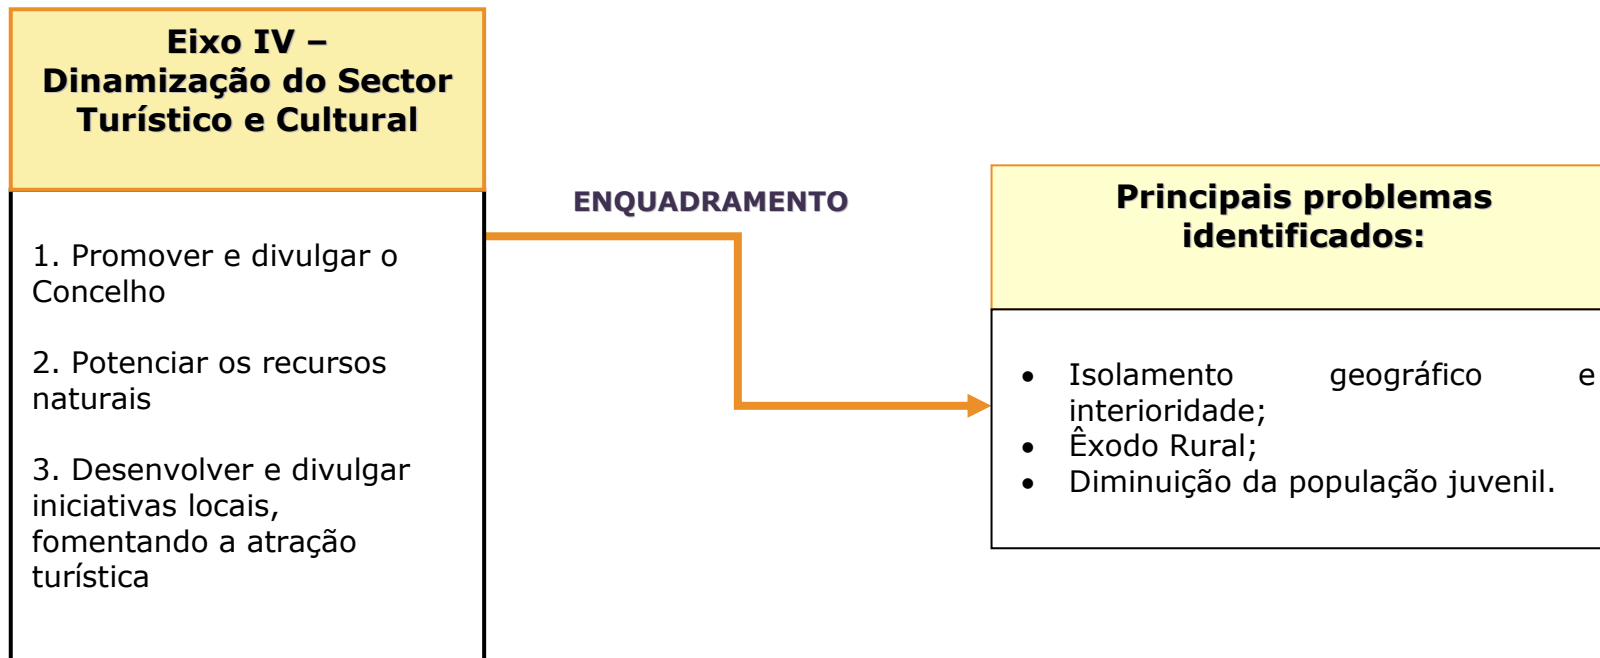 Eixo IV –
Dinamização do Sector
Turístico e Cultural
1. Promover e divulgar o
Concelho
2. Potenciar os recursos
naturais
3. Desenvolver e divulgar
iniciativas locais,
fomentando a atração
turística
ENQUADRAMENTO
Principais problemas
identificados:
• Isolamento geográfico e
interioridade;
• Êxodo Rural;
• Diminuição da população juvenil.